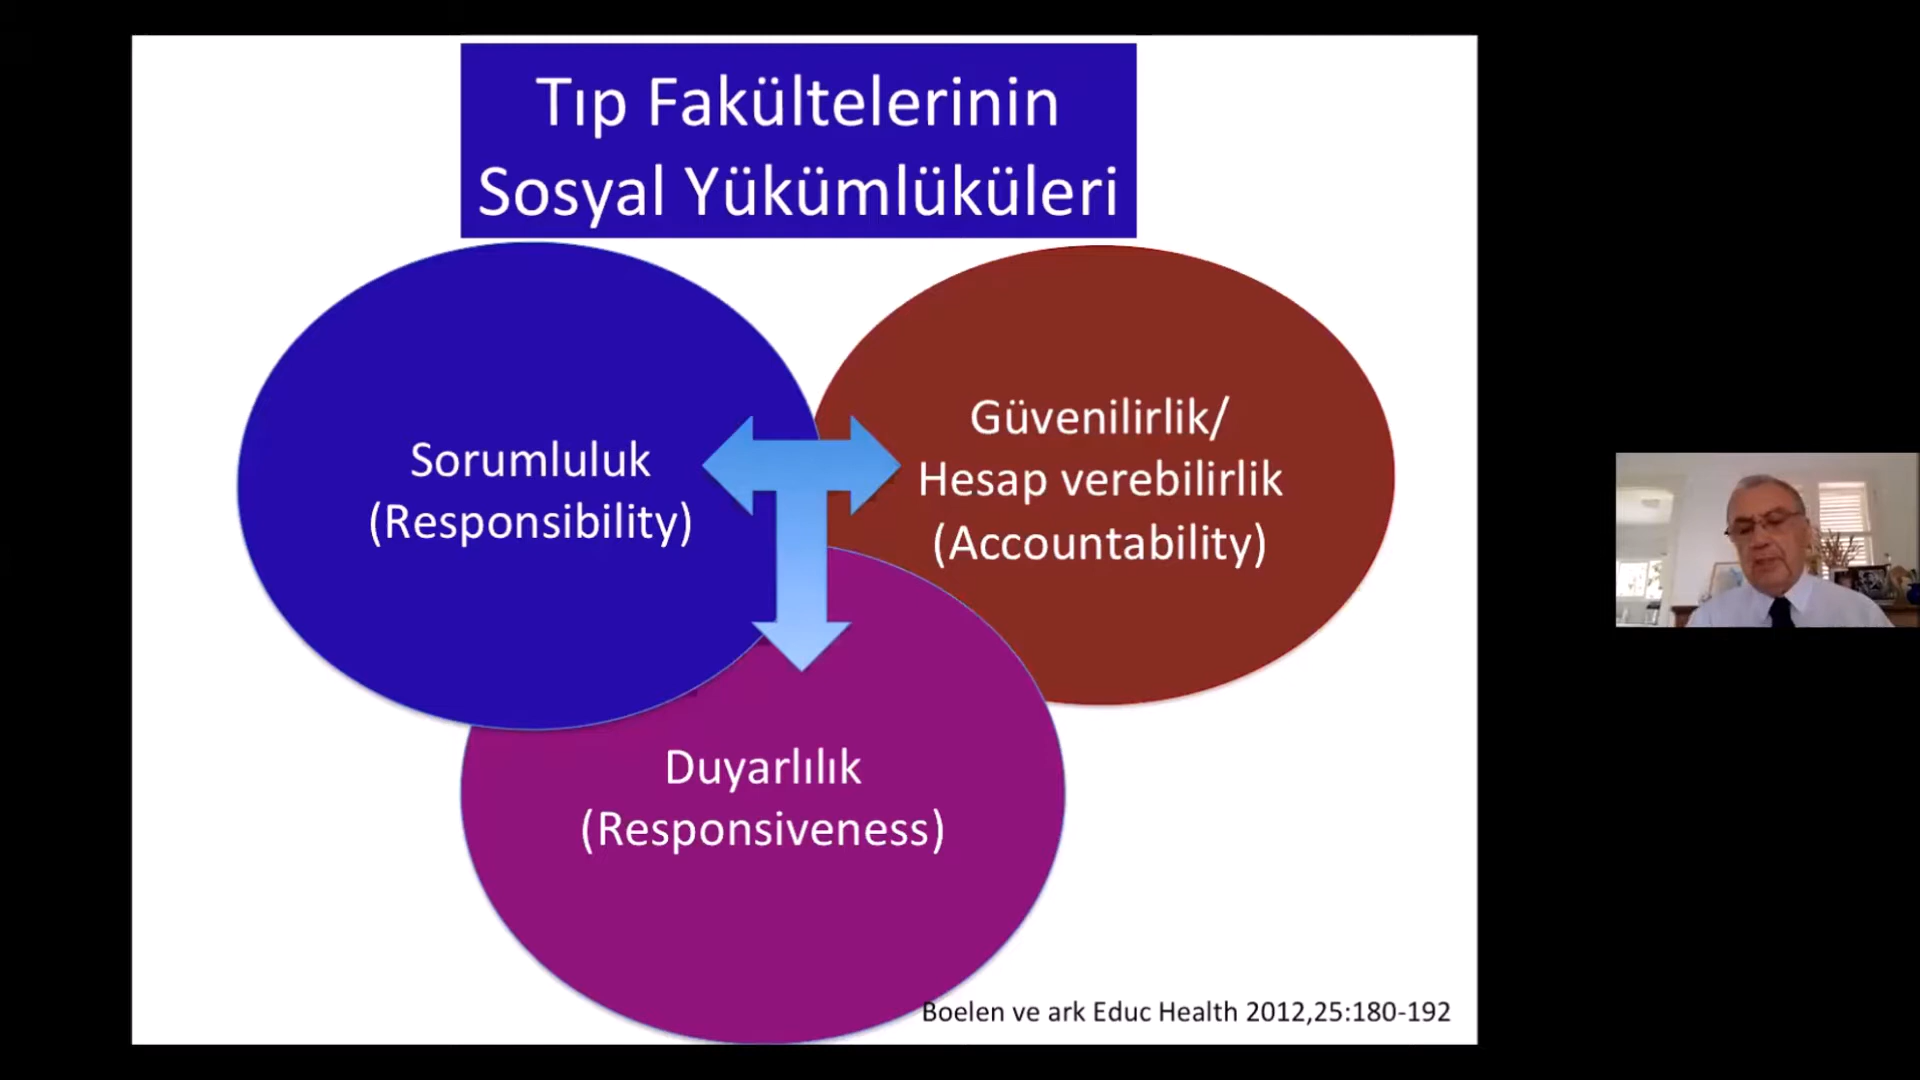 Tıp Fakültelerinin
Sosyal Yükümlüküleri
Sorumluluk
(Responsibility)
Güvenilirlik/
Hesap verebilirlik
(Accountability)
Duyarlılık
(Responsiveness)
Boelen ve ark Educ Health 2012,25:180-192